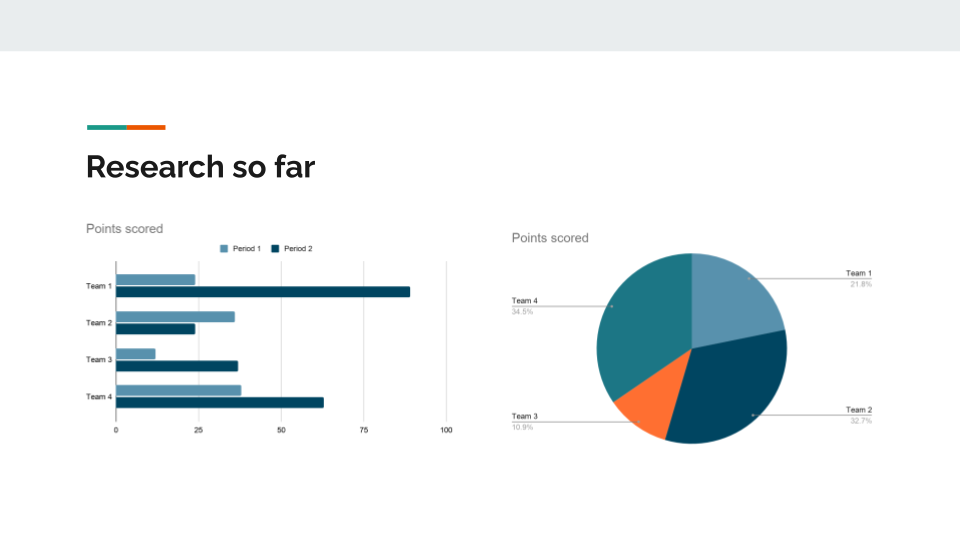 Research so far
Points scored
Period 1 Period 2
Team 1
Team 2
Team 3
Team 4
0 25 50 75 100
Points scored
Team 1
21.8%
Team 4
34.5%
Team 2
32.7%
Team 3
10.9%